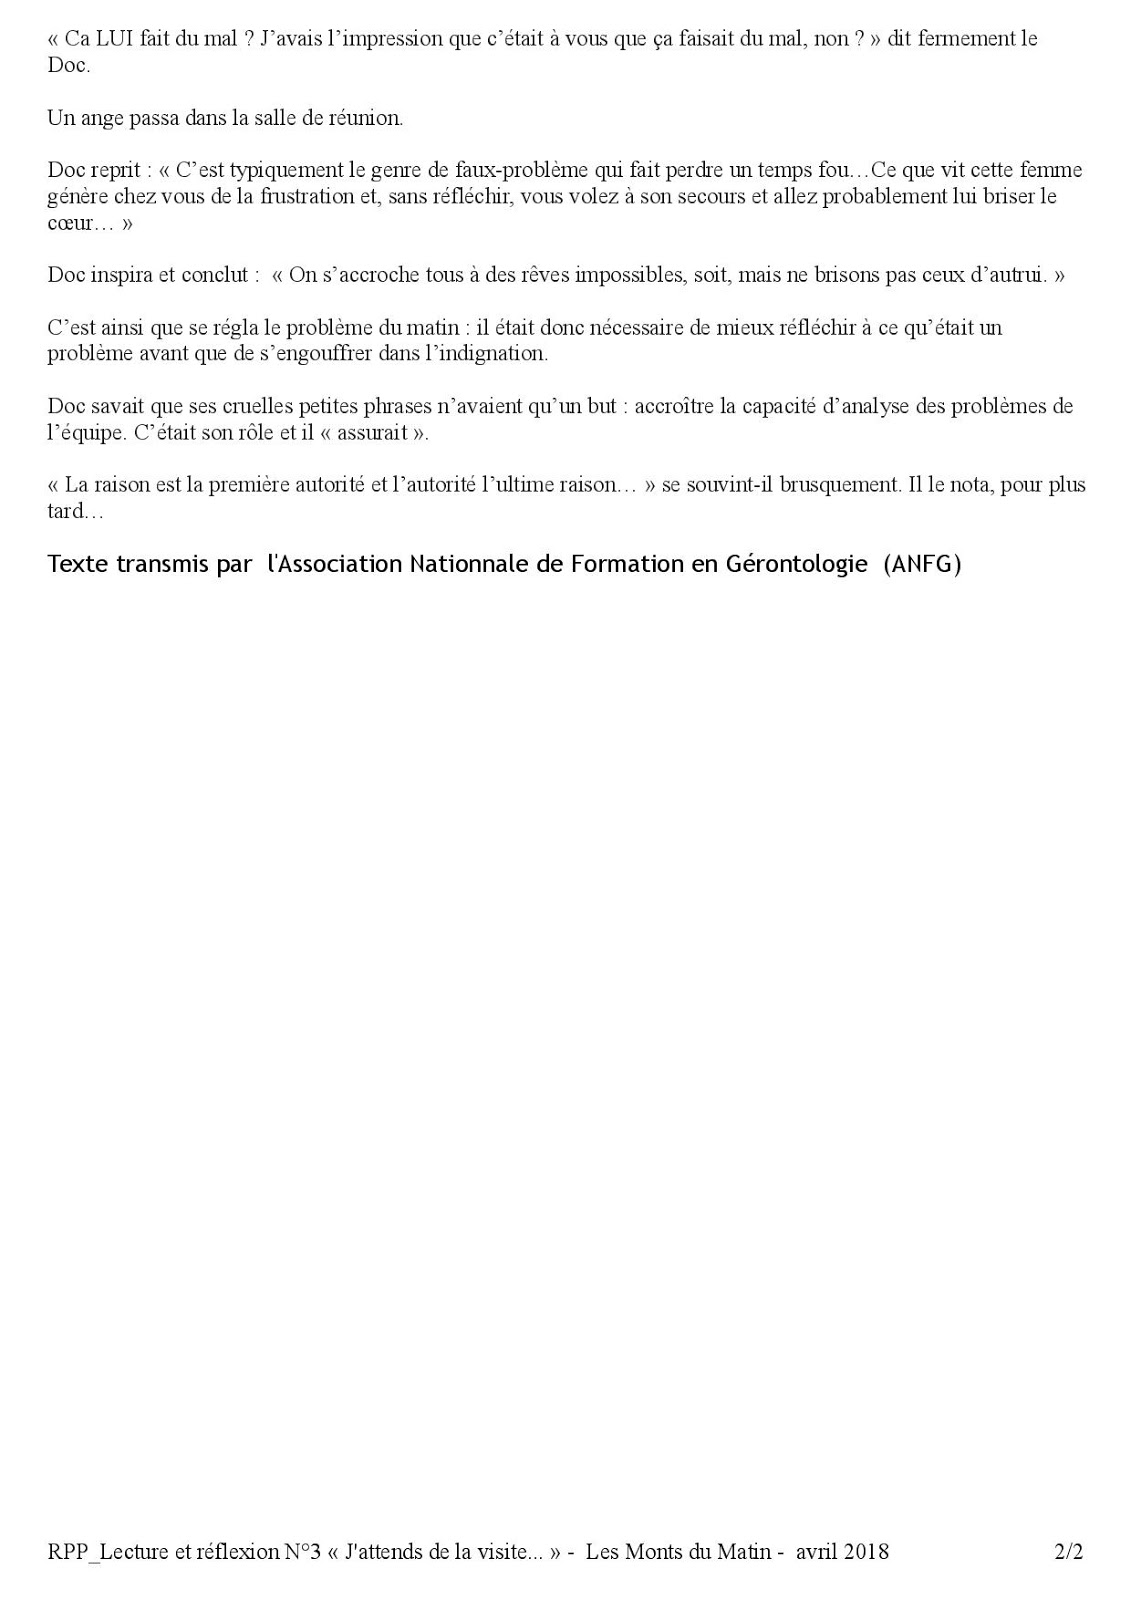 « Ca LUI fait du mal ? J’avais l’impression que c’était à vous que ça faisait du mal, non ? » dit fermement le
Doc.
Un ange passa dans la salle de réunion.
Doc reprit : « C’est typiquement le genre de faux-problème qui fait perdre un temps fou…Ce que vit cette femme
génère chez vous de la frustration et, sans réfléchir, vous volez à son secours et allez probablement lui briser le
cœur… »
Doc inspira et conclut :  « On s’accroche tous à des rêves impossibles, soit, mais ne brisons pas ceux d’autrui. »
C’est ainsi que se régla le problème du matin : il était donc nécessaire de mieux réfléchir à ce qu’était un
problème avant que de s’engouffrer dans l’indignation.
Doc savait que ses cruelles petites phrases n’avaient qu’un but : accroître la capacité d’analyse des problèmes de
l’équipe. C’était son rôle et il « assurait ».
« La raison est la première autorité et l’autorité l’ultime raison… » se souvint-il brusquement. Il le nota, pour plus
tard…
Texte transmis par  l'Association Nationnale de Formation en Gérontologie  (ANFG)
RPP_Lecture et réflexion N°3 « J'attends de la visite... » -  Les Monts du Matin -  avril 2018 2/2